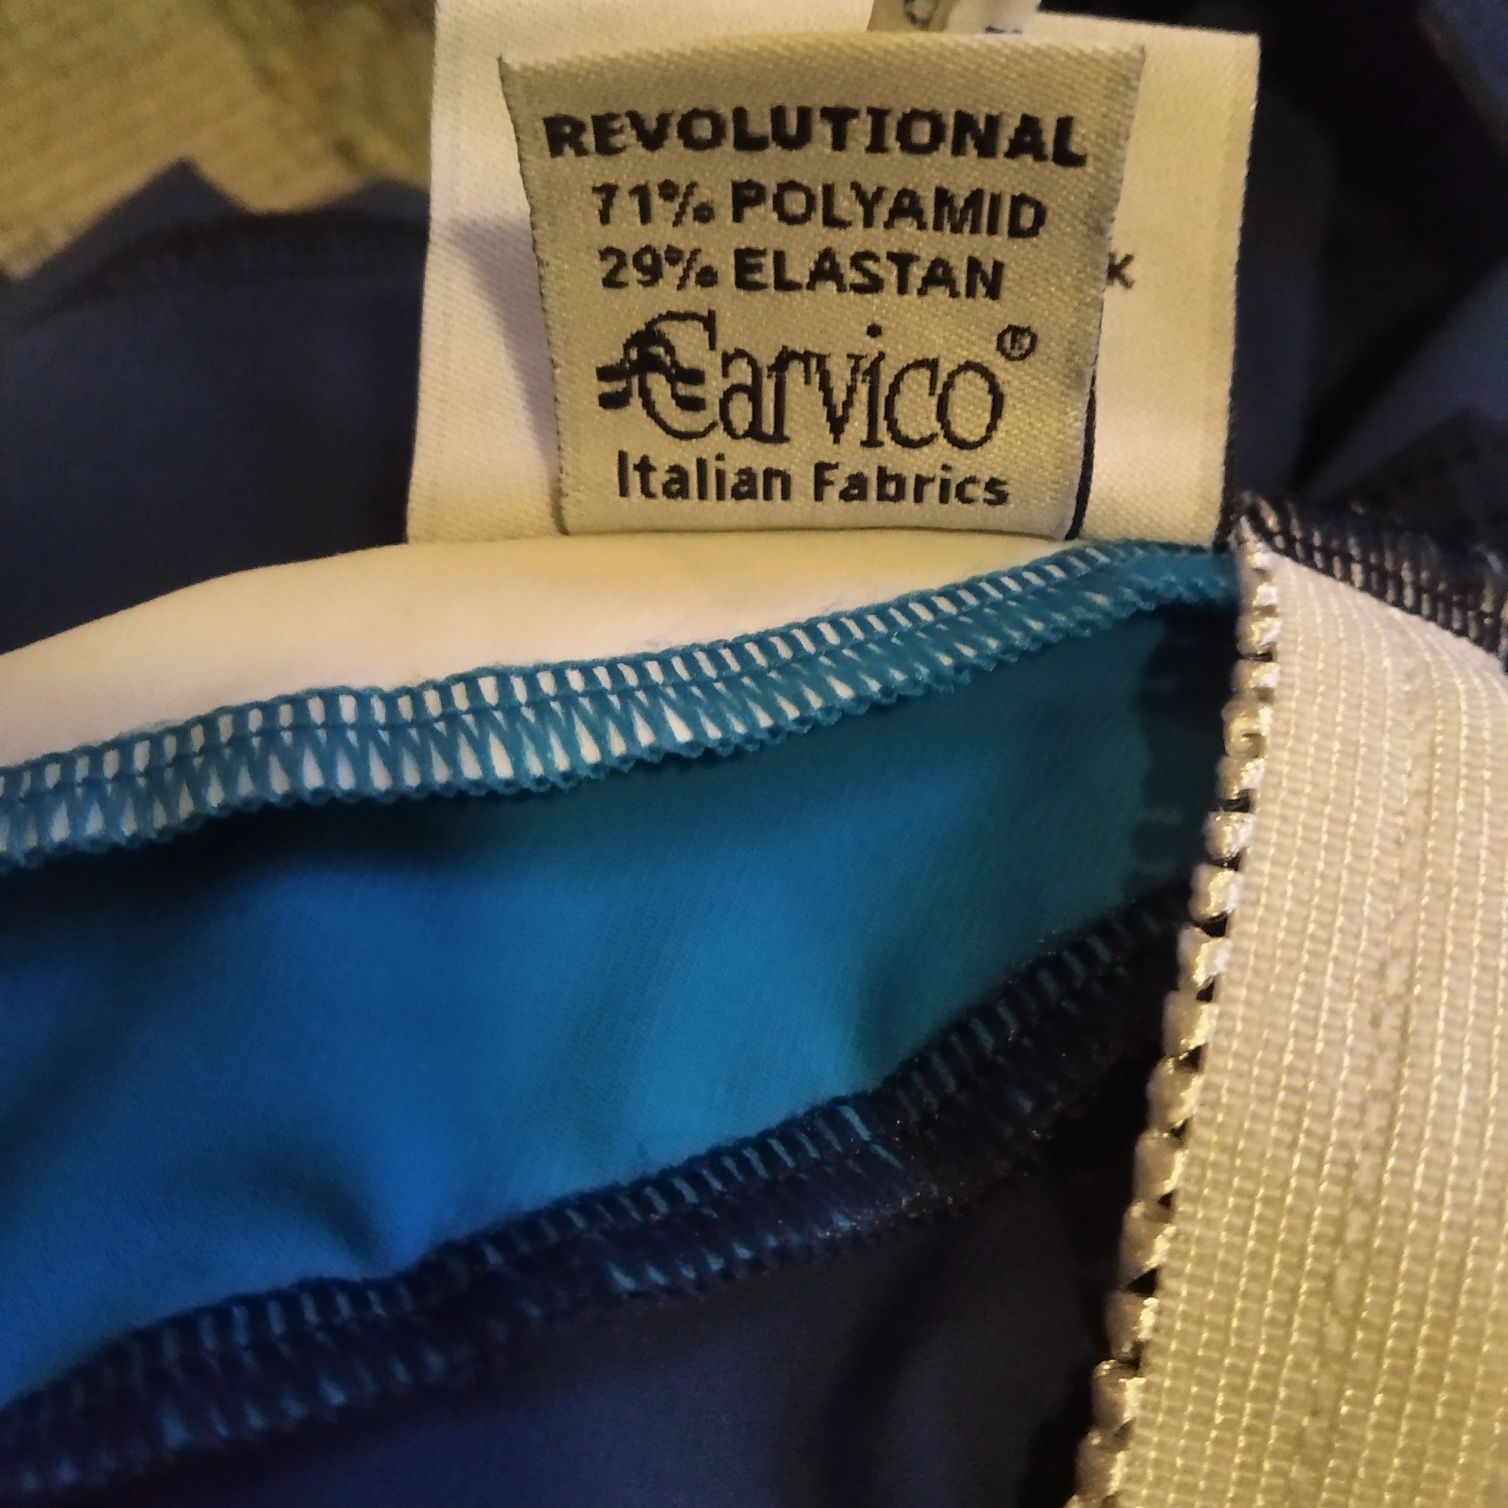 REVOLUTIONAL
71% POLYAMID
29% ELASTAN
K
Carvico®
Italian Fabrics